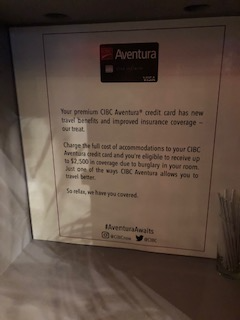 Aventura
Your premium CIBC Aventura® credit card has new
travel benefits and improved insurance coverage –
our treat.
Charge the full cost of accommodations to your CIBC
Aventura credit card and you're eligible to receive up
to $2,500 in coverage due to burglary in your room.
Just one of the ways CIBC Aventura allows you to
travel better.
So relax, we have you covered.
#AventuraAwaits
@CIBC